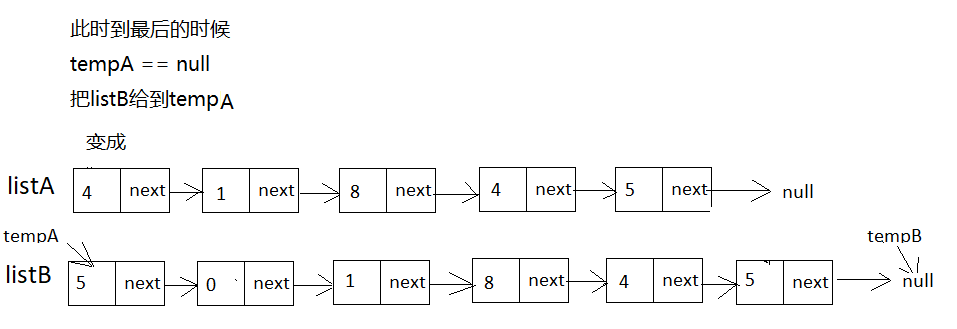 此时到最后的时候
tempA == null
把listB给到tempA
变成
listA 4 next 1 next 8 next 4 next 5 next null
tempA tempB
listB 5 next 0 next 1 next 8 next 4 next 5 next null